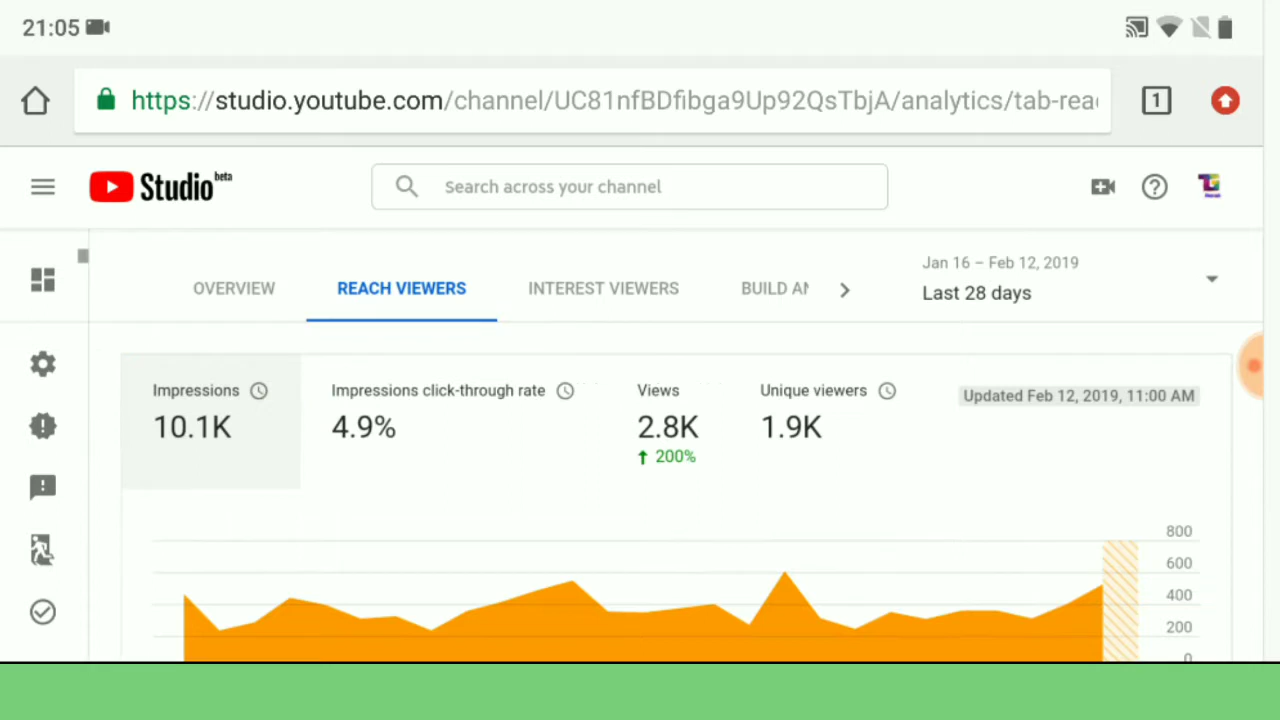 21:05
https://studio.youtube.com/channel/UC81nfBDfibga9Up92QsTbjA/analytics/tab-rea
1
Studio beta
Search across your channel
OVERVIEW
REACH VIEWERS
INTEREST VIEWERS
BUILD AN
Jan 16 – Feb 12, 2019
Last 28 days
Impressions
10.1K
Impressions click-through rate
4.9%
Views
2.8K
200%
Unique viewers
1.9K
Updated Feb 12, 2019, 11:00 AM
800
600
400
200
0